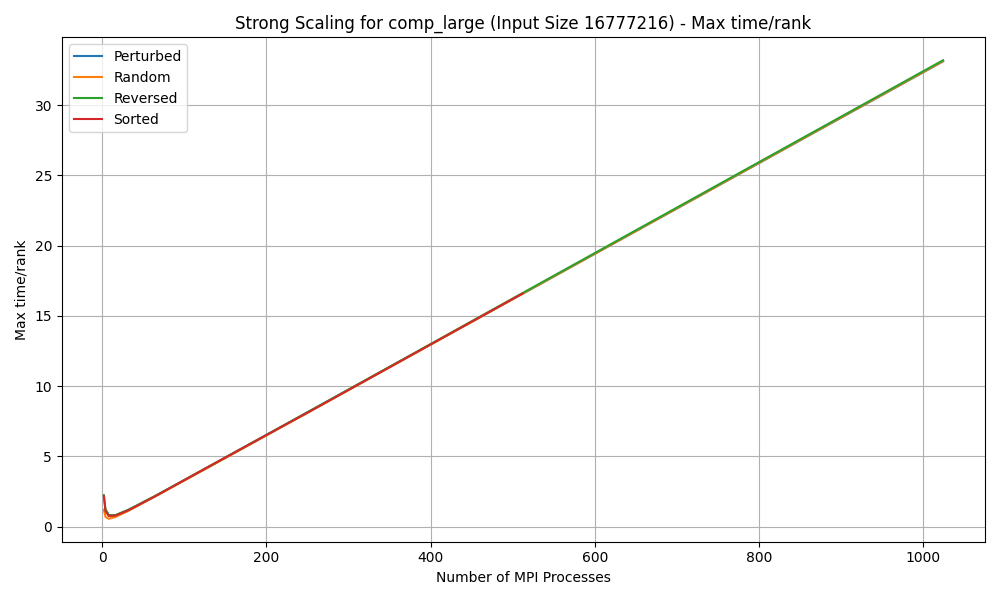 Strong Scaling for comp_large (Input Size 16777216) - Max time/rank
Perturbed
Random
Reversed
Sorted
Max time/rank
30
25
20
15
10
5
0
0 200 400 600 800 1000
Number of MPI Processes